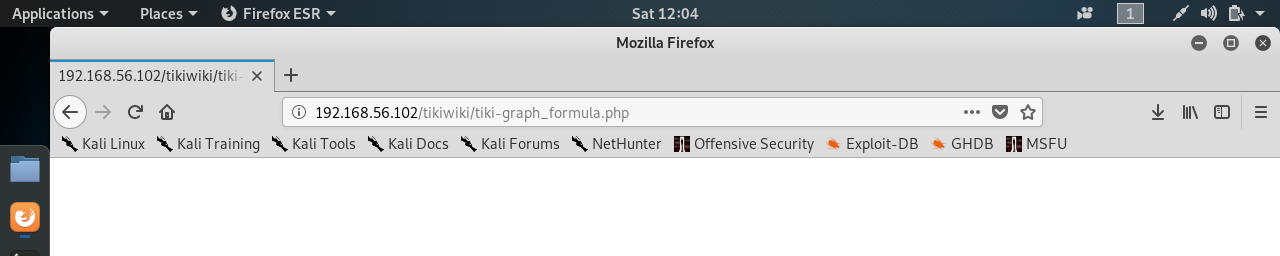 Applications Places Firefox ESR Sat 12:04 1
Mozilla Firefox
192.168.56.102/tikiwiki/tiki-
192.168.56.102/tikiwiki/tiki-graph_formula.php
Kali Linux Kali Training Kali Tools Kali Docs Kali Forums NetHunter Offensive Security Exploit-DB GHDB MSFU